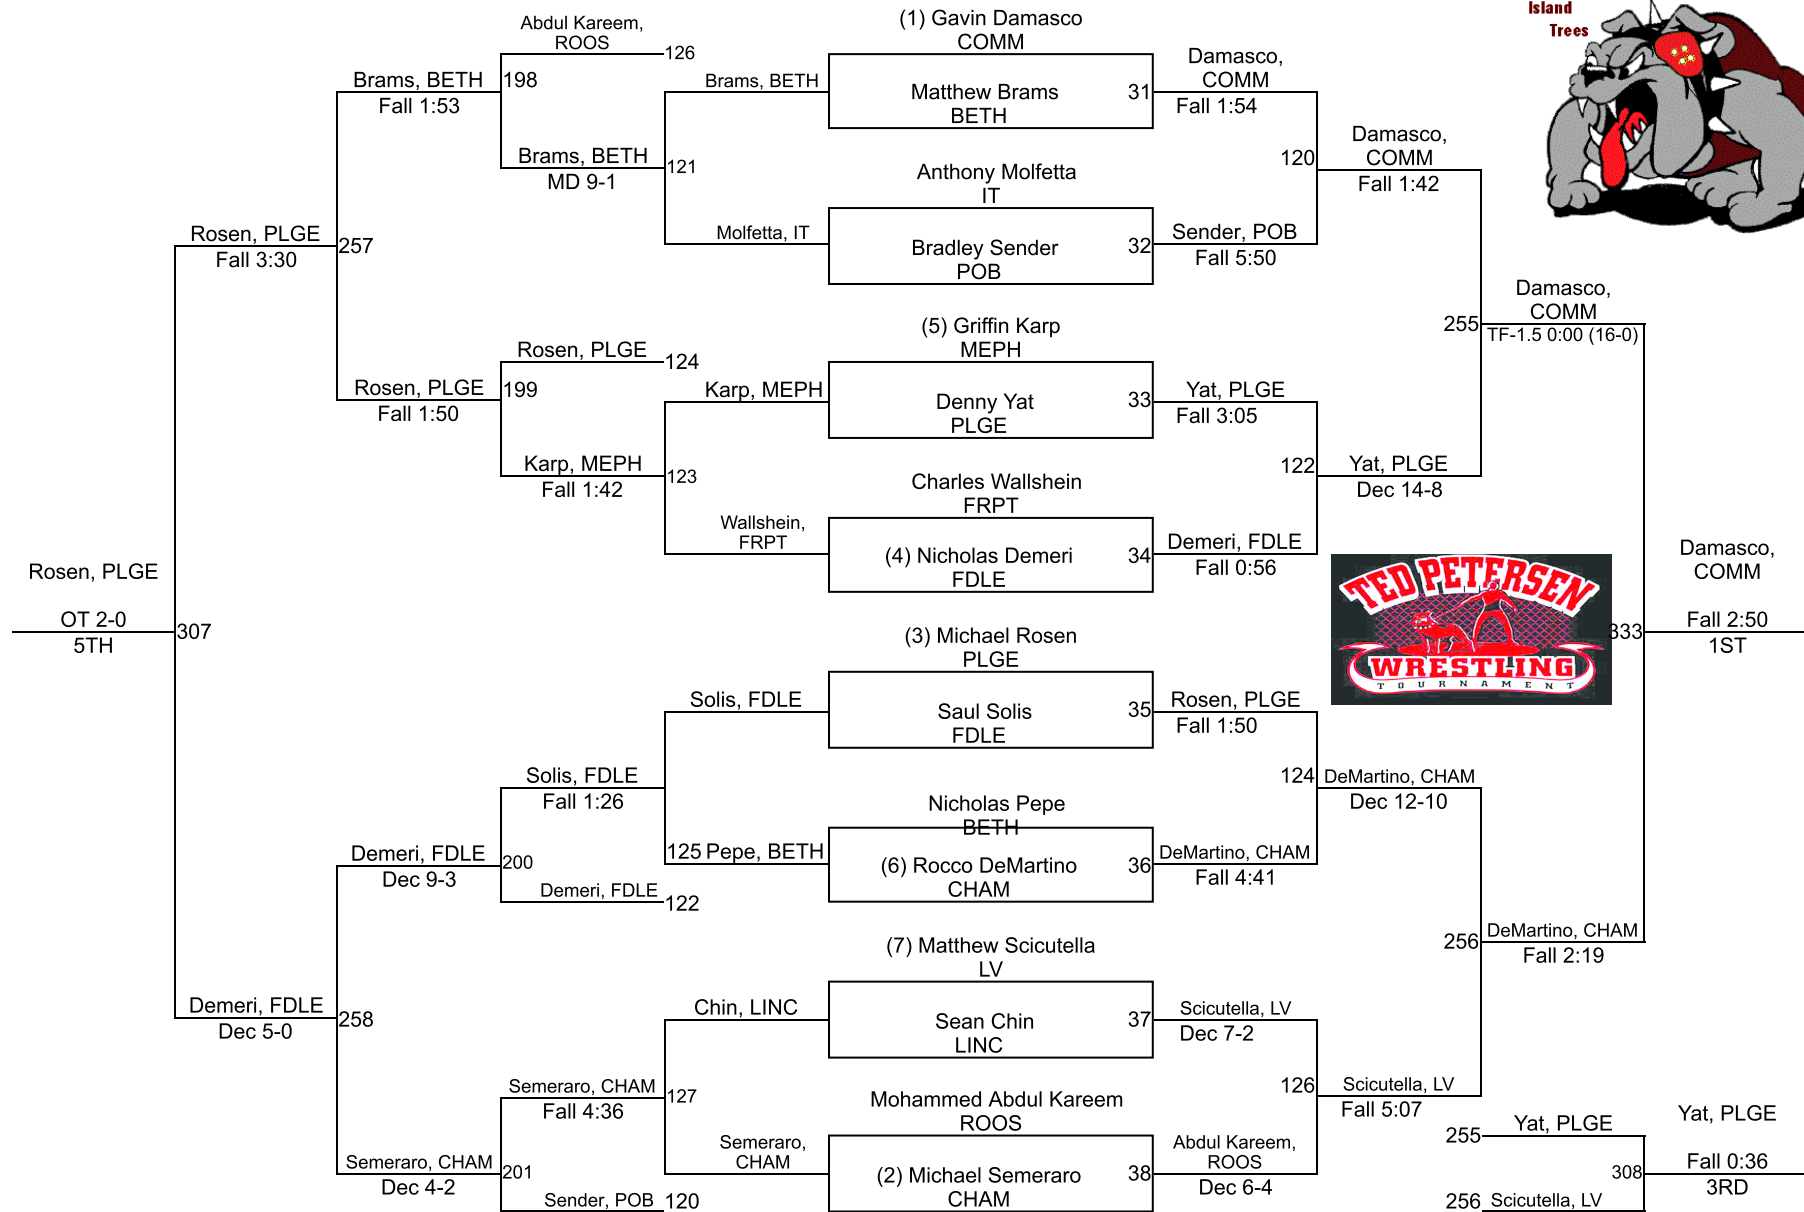 Island
Trees
Abdul Kareem,
ROOS
126
Brams, BETH
198
Fall 1:53
Brams, BETH
MD 9-1
121
Brams, BETH
Molfetta, IT
(1) Gavin Damasco
COMM
Matthew Brams
BETH
31
Damasco,
COMM
Fall 1:54
Anthony Molfetta
IT
Bradley Sender
POB
32
Sender, POB
Fall 5:50
120
Damasco,
COMM
Fall 1:42
Rosen, PLGE
Fall 3:30
257
Rosen, PLGE
Fall 1:50
199
Rosen, PLGE
124
Karp, MEPH
Fall 1:42
123
Karp, MEPH
Wallshein,
FRPT
(5) Griffin Karp
MEPH
Denny Yat
PLGE
33
Yat, PLGE
Fall 3:05
Charles Wallshein
FRPT
(4) Nicholas Demeri
FDLE
34
Demeri, FDLE
Fall 0:56
122
Yat, PLGE
Dec 14-8
255
Damasco,
COMM
TF-1.5 0:00 (16-0)
Rosen, PLGE
OT 2-0
5TH
307
TED PETERSEN
WRESTLING
TOURNAMENT
333
Damasco,
COMM
Fall 2:50
1ST
(3) Michael Rosen
PLGE
Saul Solis
FDLE
35
Rosen, PLGE
Fall 1:50
Solis, FDLE
Solis, FDLE
Fall 1:26
125
Pepe, BETH
Nicholas Pepe
BETH
(6) Rocco DeMartino
CHAM
36
DeMartino, CHAM
Fall 4:41
124
DeMartino, CHAM
Dec 12-10
Demeri, FDLE
Dec 9-3
200
Demeri, FDLE
122
Demeri, FDLE
Dec 5-0
258
256
DeMartino, CHAM
Fall 2:19
(7) Matthew Scicutella
LV
Sean Chin
LINC
37
Scicutella, LV
Dec 7-2
Chin, LINC
Semeraro, CHAM
Fall 4:36
127
Semeraro,
CHAM
Mohammed Abdul Kareem
ROOS
(2) Michael Semeraro
CHAM
38
Abdul Kareem,
ROOS
Dec 6-4
126
Scicutella, LV
Fall 5:07
Semeraro, CHAM
Dec 4-2
201
Sender, POB
120
255
Yat, PLGE
256
Scicutella, LV
308
Yat, PLGE
Fall 0:36
3RD